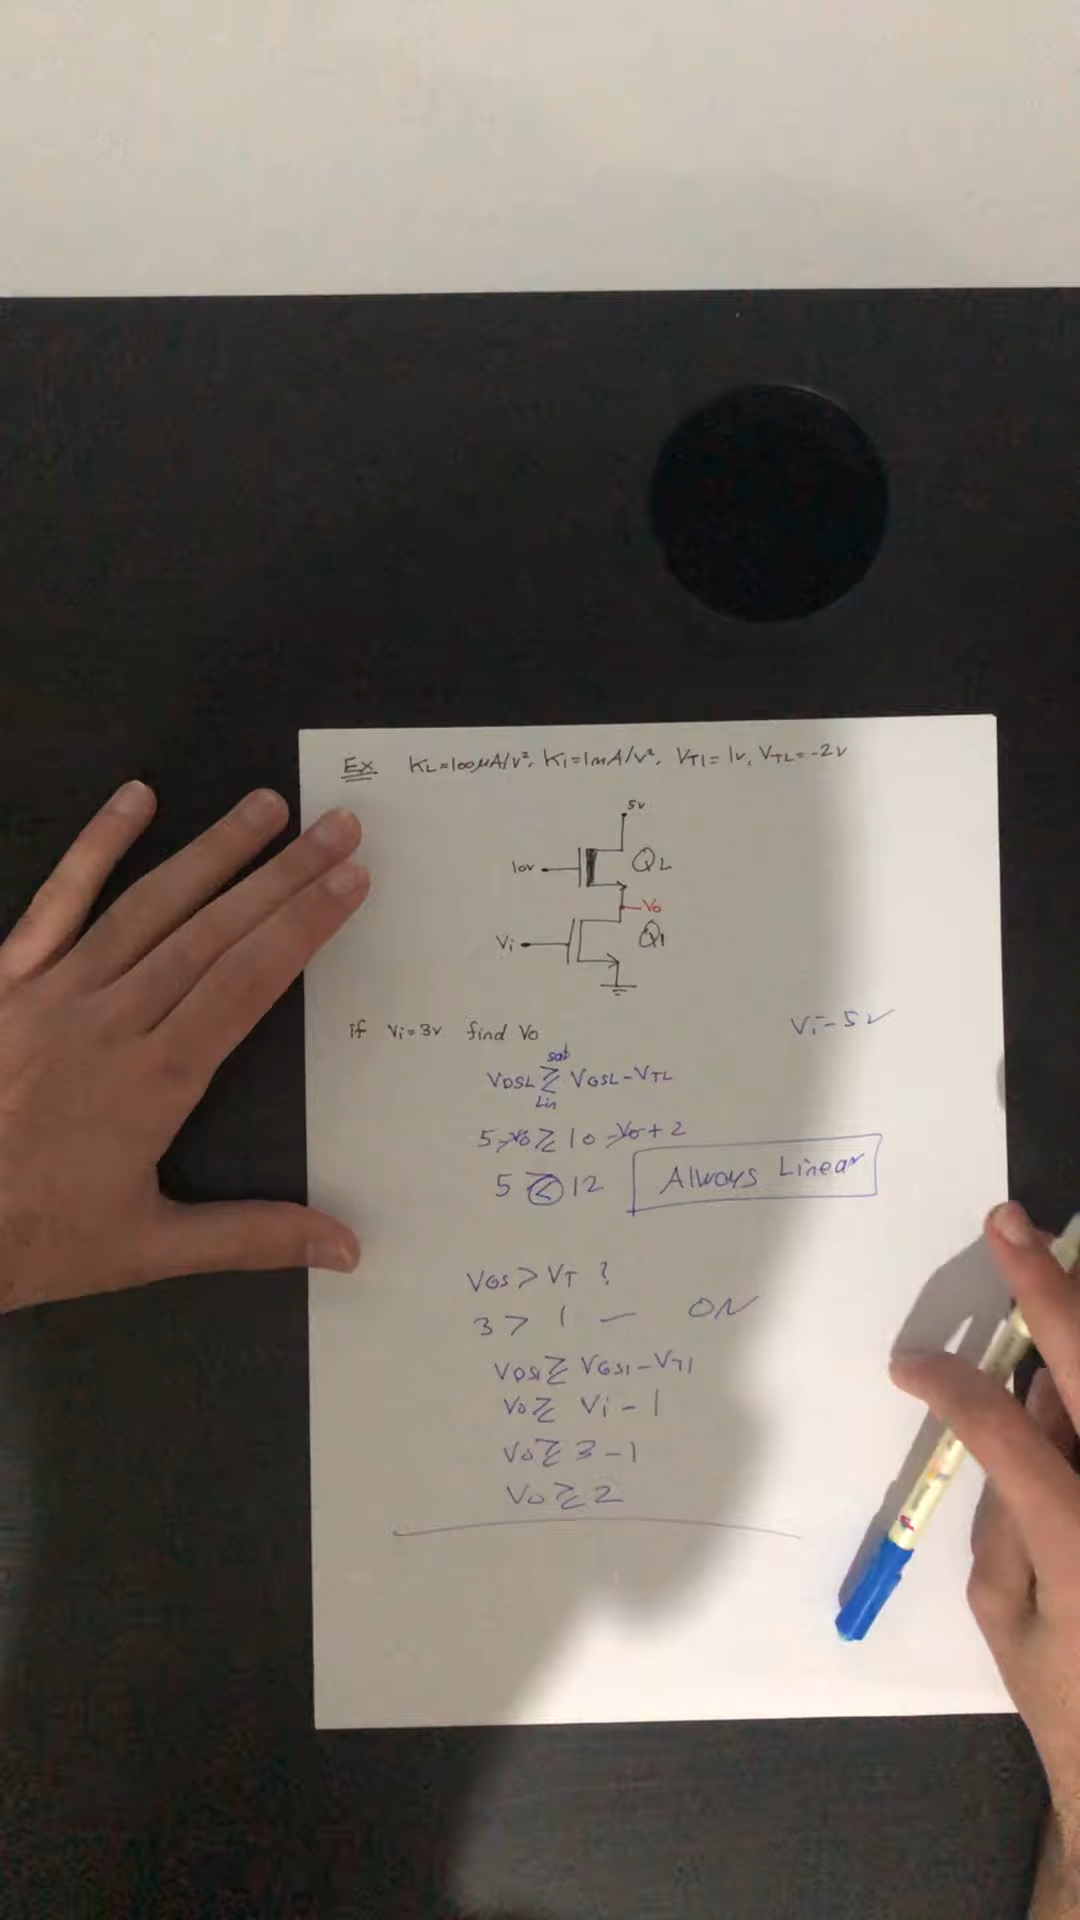 Ex KL=100μA/V², K1=1mA/V², VT1=1v, VTL=-2v
5v
10v
QL
Vo
Vi
Q1
if Vi=3v find Vo
Vi=5v
sat
VDSL ≷ VGSL-VTL
Lin
5-Vo ≷ 10-Vo+2
5 < 12 Always Linear
VGS > VT ?
3 > 1 — ON
VDS1 ≷ VGS1-VT1
Vo ≷ Vi - 1
Vo ≷ 3 - 1
Vo ≷ 2